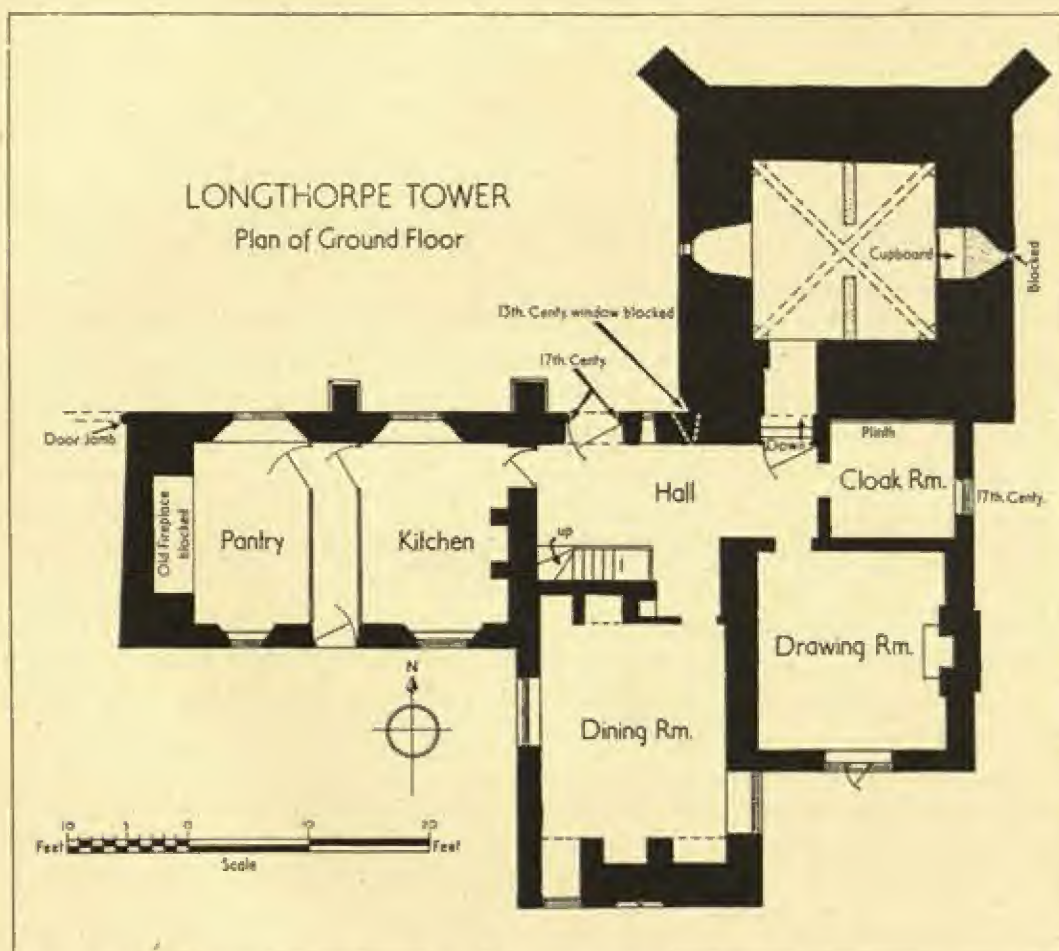 LONGTHORPE TOWER
Plan of Ground Floor
Cupboard
Blocked
13th. Centy. window blocked
17th. Centy.
Door Jamb
Down
Plinth
Cloak Rm.
17th. Centy.
Hall
Old Fireplace
blocked
Pantry
Kitchen
up
Drawing Rm.
N
Dining Rm.
10 5 0 10 20
Feet Feet
Scale